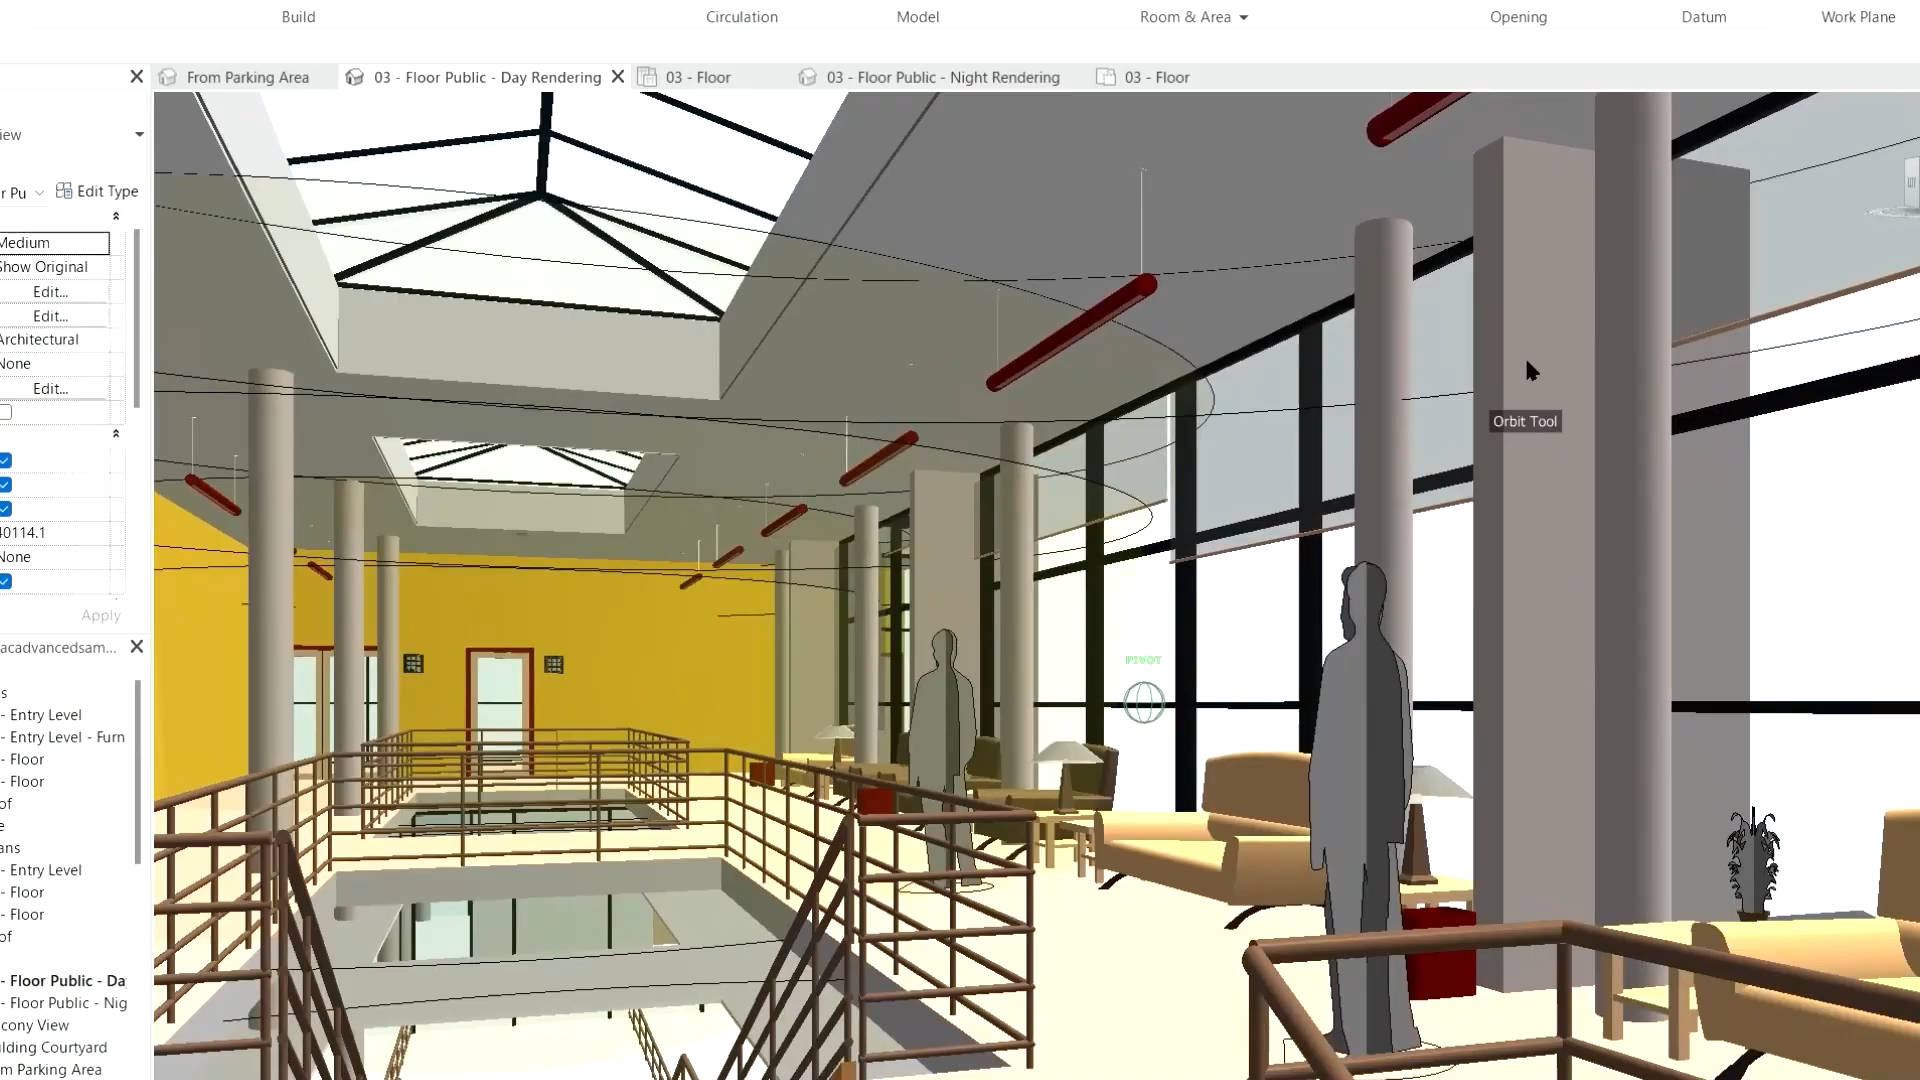 Build Circulation Model Room & Area Opening Datum Work Plane
From Parking Area 03 - Floor Public - Day Rendering 03 - Floor 03 - Floor Public - Night Rendering 03 - Floor
iew
r Pu Edit Type
Medium
Show Original
Edit...
Edit...
Architectural
None
Edit...
40114.1
None
Apply
acadvancedsam...
s
- Entry Level
- Entry Level - Furn
- Floor
- Floor
of
e
ans
- Entry Level
- Floor
- Floor
of
- Floor Public - Da
- Floor Public - Nig
cony View
ilding Courtyard
m Parking Area
Orbit Tool
PIVOT